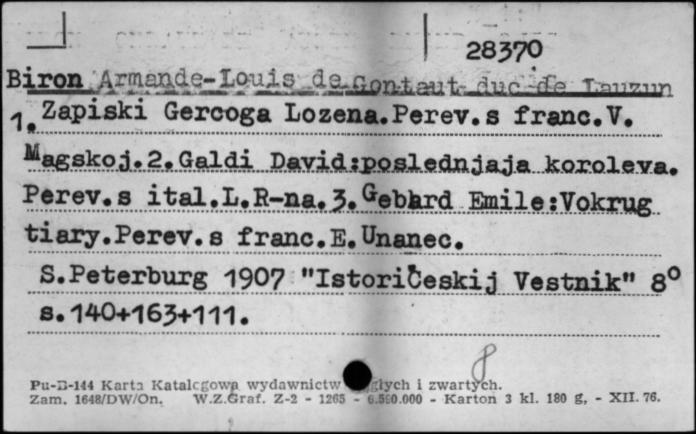 28370
Biron Armande-Louis de Gontaut duc de Lauzun
1. Zapiski Gercoga Lozena.Perev.s franc.V.
Magskoj.2.Galdi David:poslednjaja koroleva.
Perev.s ital.L.R-na.3.Gebhrd Emile:Vokrug
tiary.Perev.s franc.E.Unanec.
S.Peterburg 1907 "Istoričeskij Vestnik" 8°
s.140+163+111.
8
Pu-D-144 Karta Katalogowa wydawnictw głych i zwartych.
Zam. 1648/DW/On. W.Z.Graf. Z-2 - 1265 - 6.500.000 - Karton 3 kl. 180 g, - XII. 76.